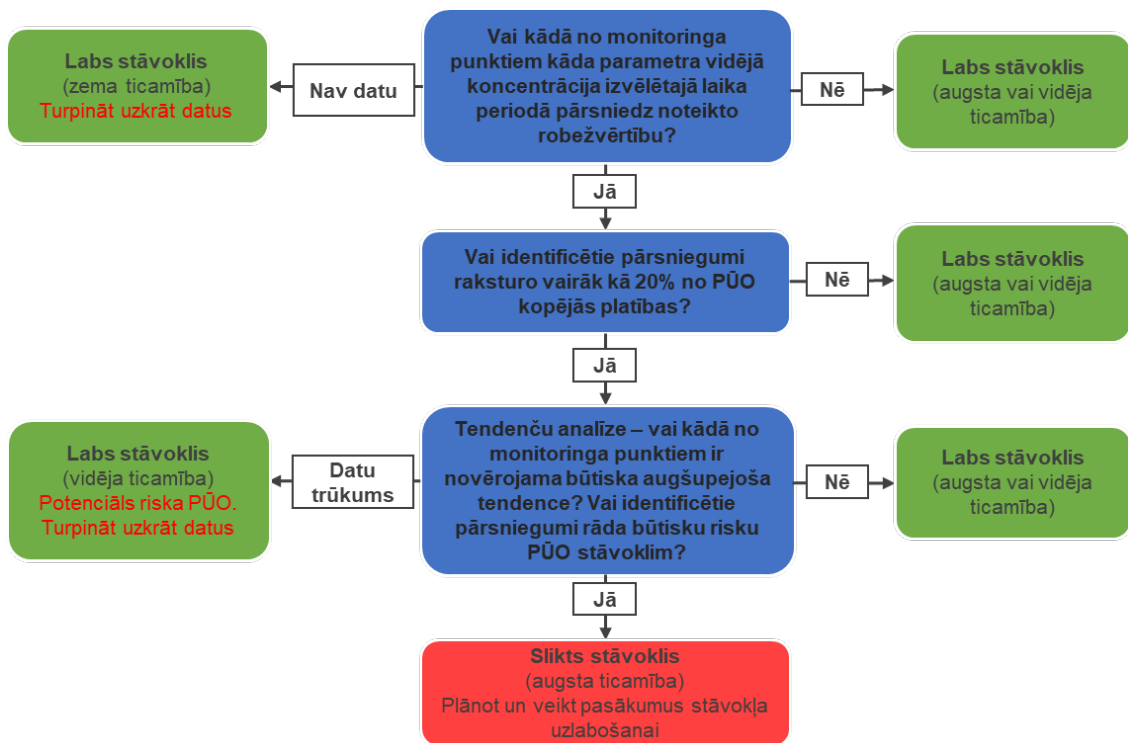 Labs stāvoklis
(zema ticamība)
Turpināt uzkrāt datus
Nav datu
Vai kādā no monitoringa
punktiem kāda parametra vidējā
koncentrācija izvēlētajā laika
periodā pārsniedz noteikto
robežvērtību?
Nē
Labs stāvoklis
(augsta vai vidēja
ticamība)
Jā
Vai identificētie pārsniegumi
raksturo vairāk kā 20% no PŪO
kopējās platības?
Nē
Labs stāvoklis
(augsta vai vidēja
ticamība)
Jā
Labs stāvoklis
(vidēja ticamība)
Potenciāls riska PŪO.
Turpināt uzkrāt datus
Datu
trūkums
Tendenču analīze – vai kādā no
monitoringa punktiem ir
novērojama būtiska augšupejoša
tendence? Vai identificētie
pārsniegumi rāda būtisku risku
PŪO stāvoklim?
Nē
Labs stāvoklis
(augsta vai vidēja
ticamība)
Jā
Slikts stāvoklis
(augsta ticamība)
Plānot un veikt pasākumus stāvokļa
uzlabošanai